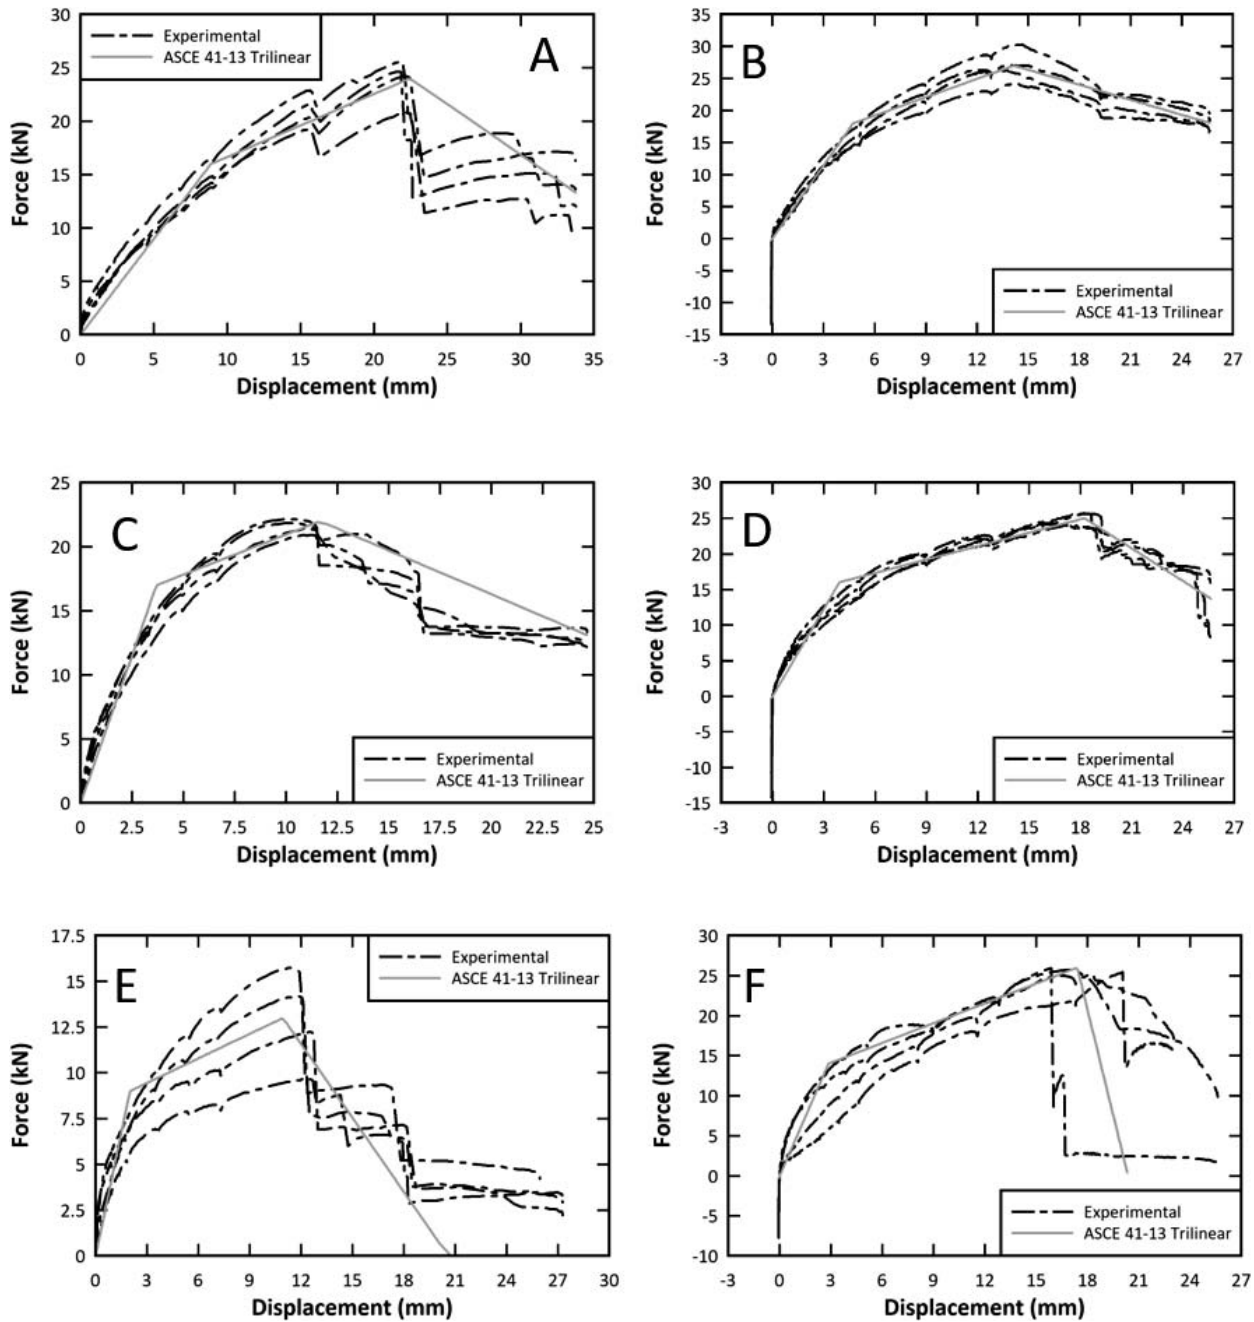 30
25
20
15
10
5
0
Force (kN)
Experimental
ASCE 41-13 Trilinear
A
0 5 10 15 20 25 30 35
Displacement (mm)
35
30
25
20
15
10
5
0
-5
-10
-15
Force (kN)
B
Experimental
ASCE 41-13 Trilinear
-3 0 3 6 9 12 15 18 21 24 27
Displacement (mm)
25
20
15
10
5
0
Force (kN)
C
Experimental
ASCE 41-13 Trilinear
0 2.5 5 7.5 10 12.5 15 17.5 20 22.5 25
Displacement (mm)
30
25
20
15
10
5
0
-5
-10
-15
Force (kN)
D
Experimental
ASCE 41-13 Trilinear
-3 0 3 6 9 12 15 18 21 24 27
Displacement (mm)
17.5
15
12.5
10
7.5
5
2.5
0
Force (kN)
E
Experimental
ASCE 41-13 Trilinear
0 3 6 9 12 15 18 21 24 27 30
Displacement (mm)
30
25
20
15
10
5
0
-5
-10
Force (kN)
F
Experimental
ASCE 41-13 Trilinear
-3 0 3 6 9 12 15 18 21 24 27
Displacement (mm)